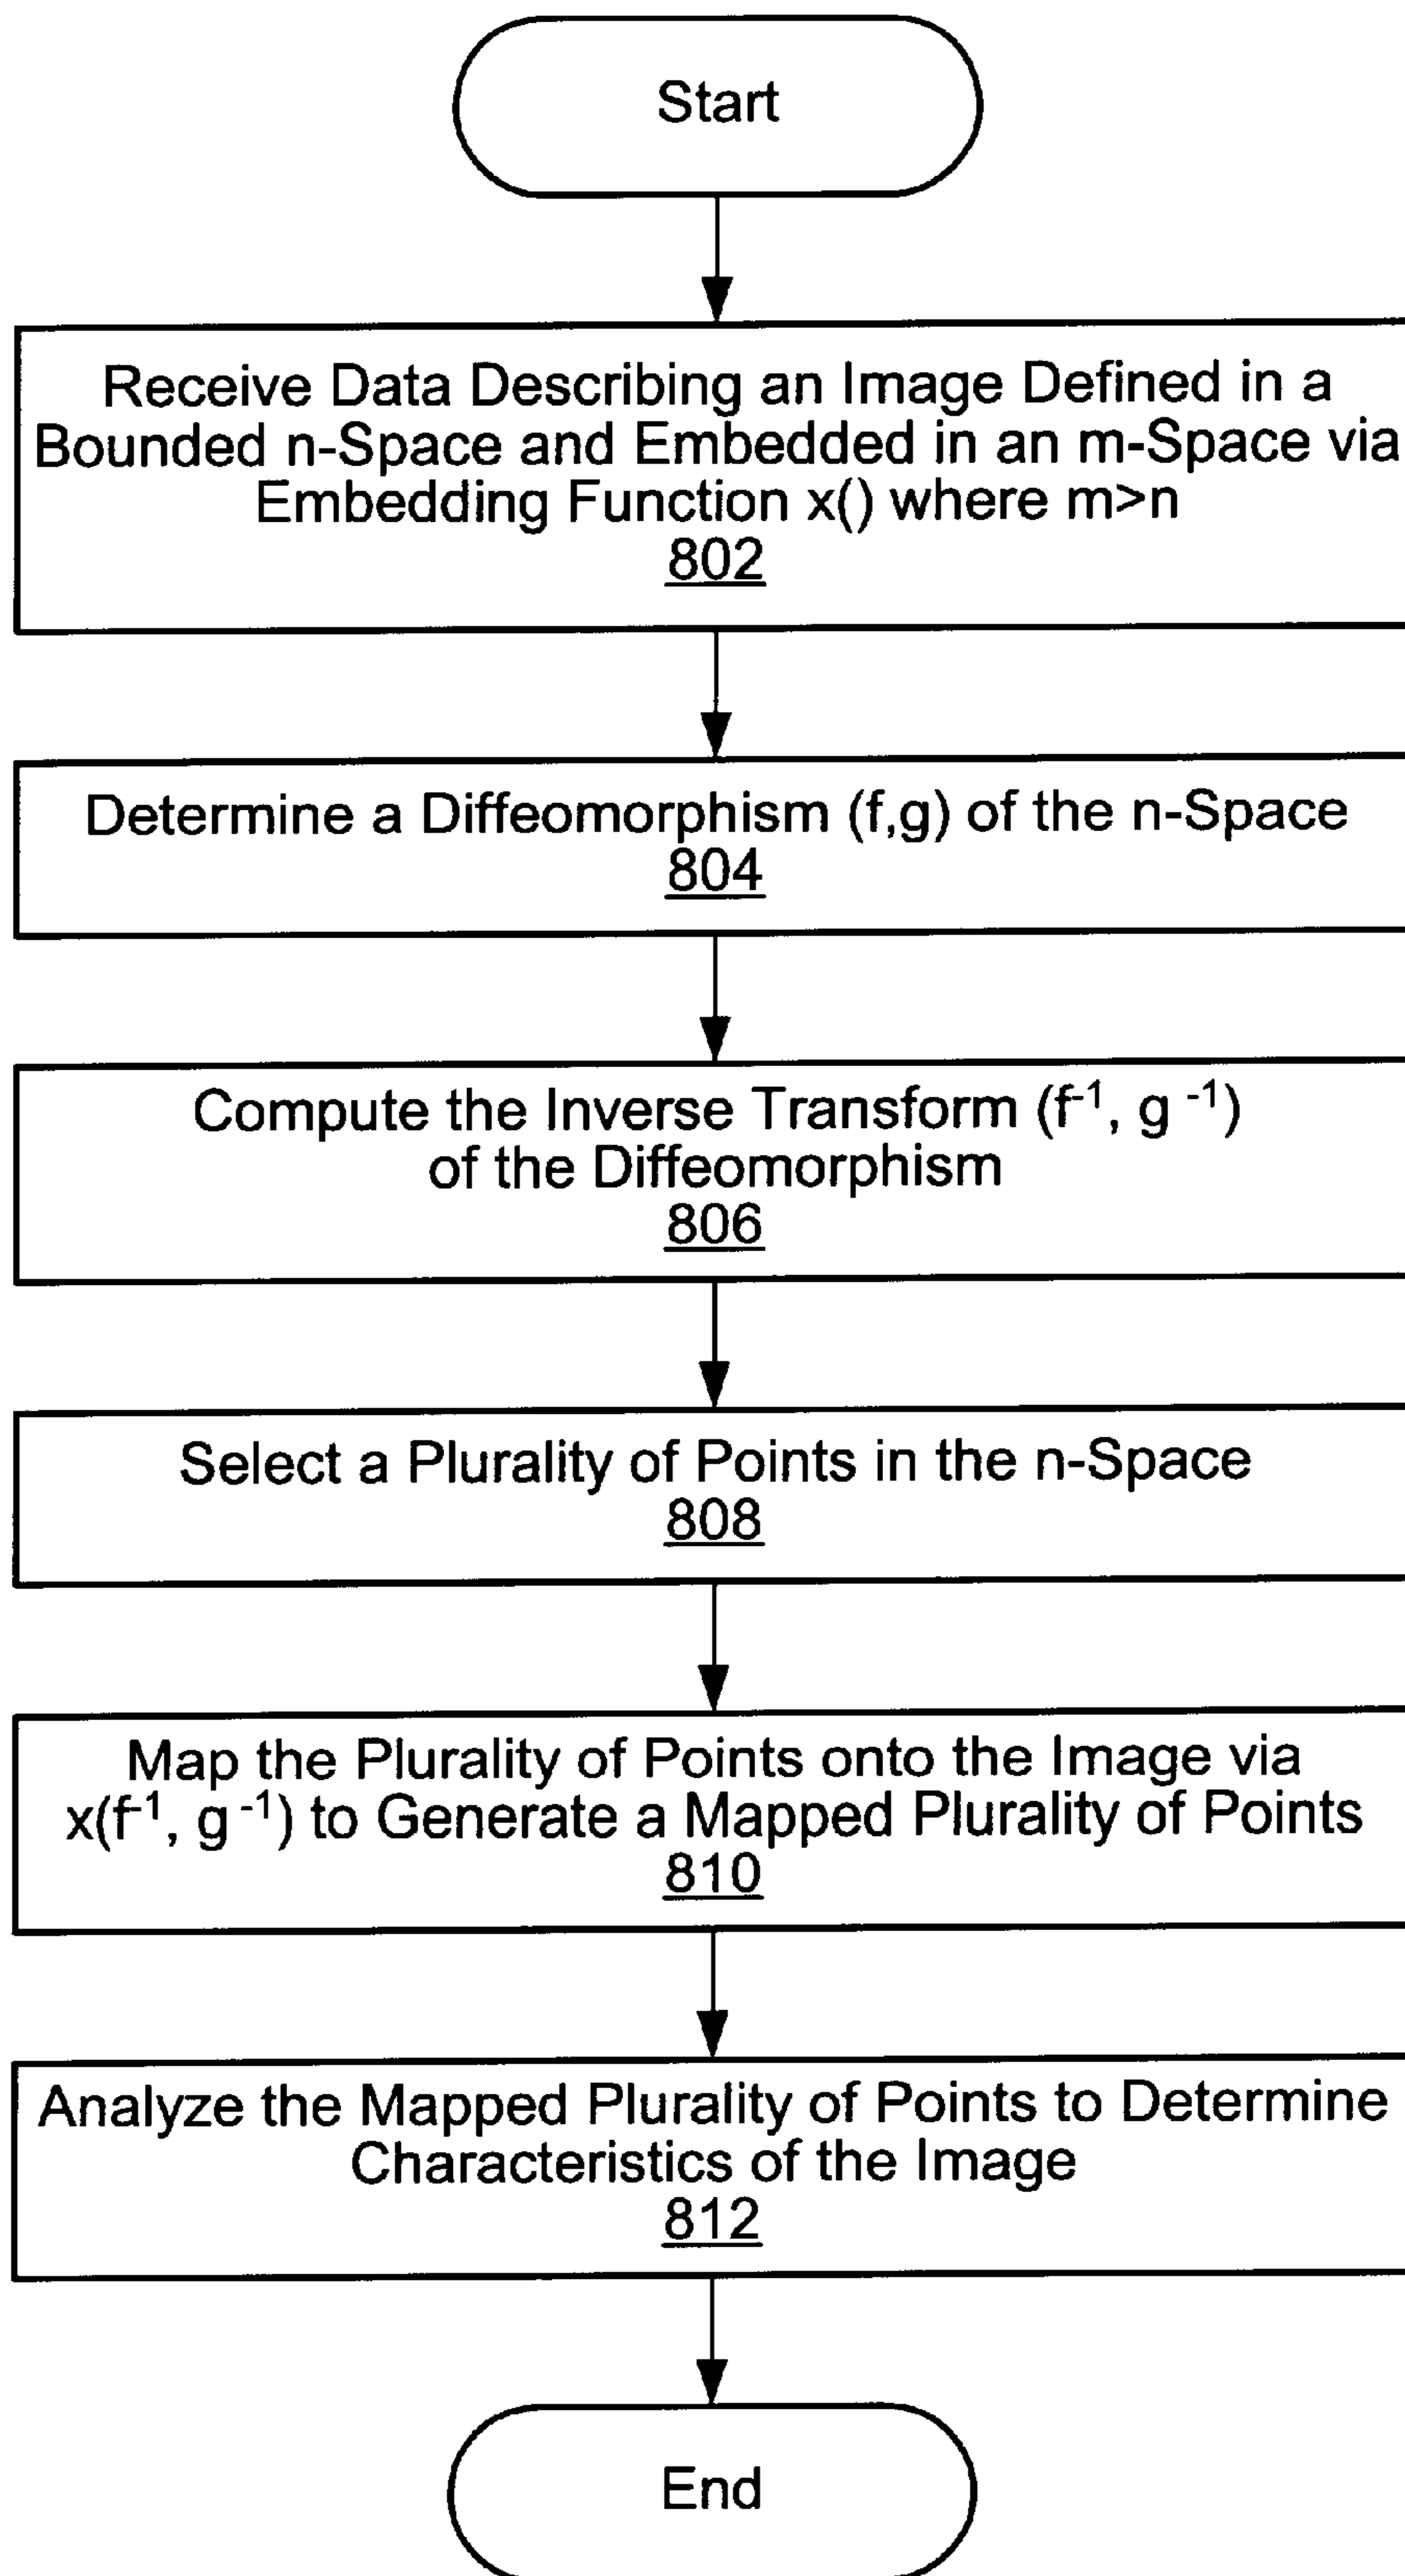 Start
Receive Data Describing an Image Defined in a
Bounded n-Space and Embedded in an m-Space via
Embedding Function x() where m>n
802
Determine a Diffeomorphism (f,g) of the n-Space
804
Compute the Inverse Transform (f⁻¹, g ⁻¹)
of the Diffeomorphism
806
Select a Plurality of Points in the n-Space
808
Map the Plurality of Points onto the Image via
x(f⁻¹, g ⁻¹) to Generate a Mapped Plurality of Points
810
Analyze the Mapped Plurality of Points to Determine
Characteristics of the Image
812
End